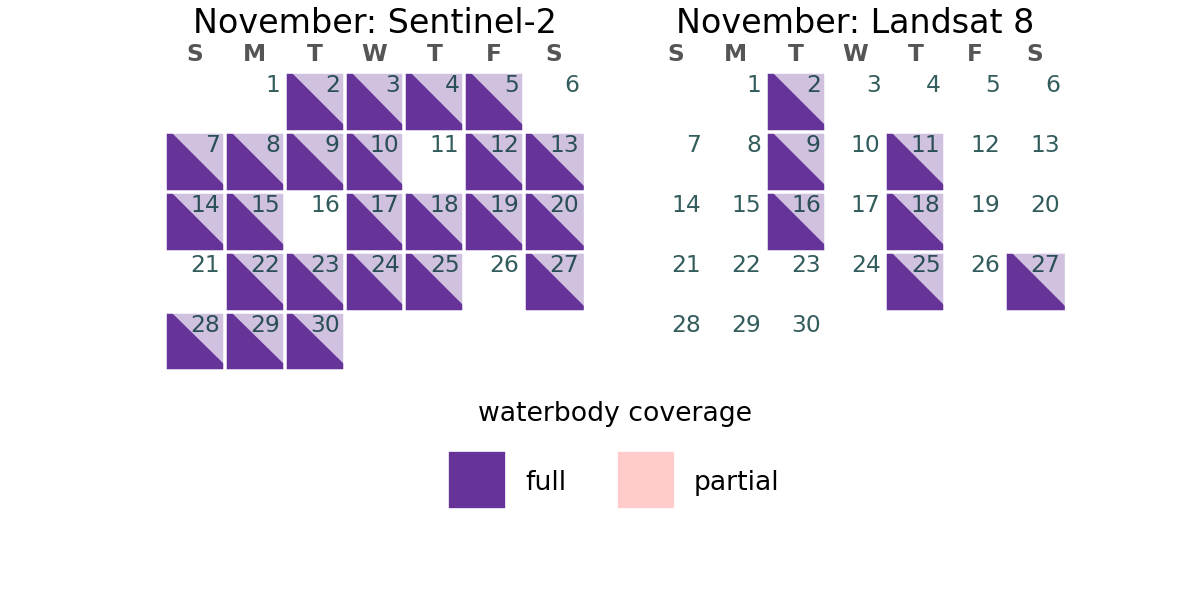 November: Sentinel-2
S M T W T F S
1 2 3 4 5 6
7 8 9 10 11 12 13
14 15 16 17 18 19 20
21 22 23 24 25 26 27
28 29 30
November: Landsat 8
S M T W T F S
1 2 3 4 5 6
7 8 9 10 11 12 13
14 15 16 17 18 19 20
21 22 23 24 25 26 27
28 29 30
waterbody coverage
full partial